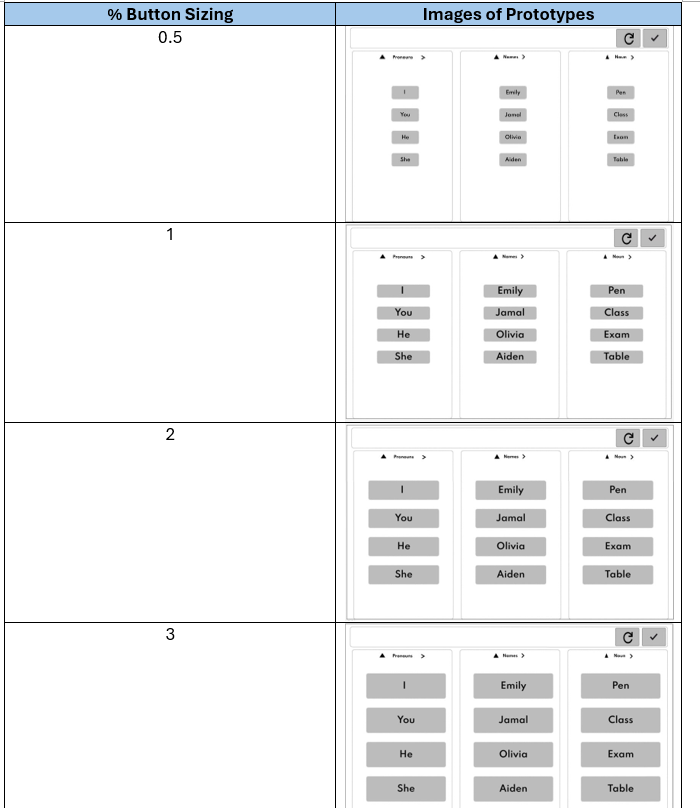 % Button Sizing Images of Prototypes
0.5
Pronouns Names Noun
I Emily Pen
You Jamal Class
He Olivia Exam
She Aiden Table
1
Pronouns Names Noun
I Emily Pen
You Jamal Class
He Olivia Exam
She Aiden Table
2
Pronouns Names Noun
I Emily Pen
You Jamal Class
He Olivia Exam
She Aiden Table
3
Pronouns Names Noun
I Emily Pen
You Jamal Class
He Olivia Exam
She Aiden Table